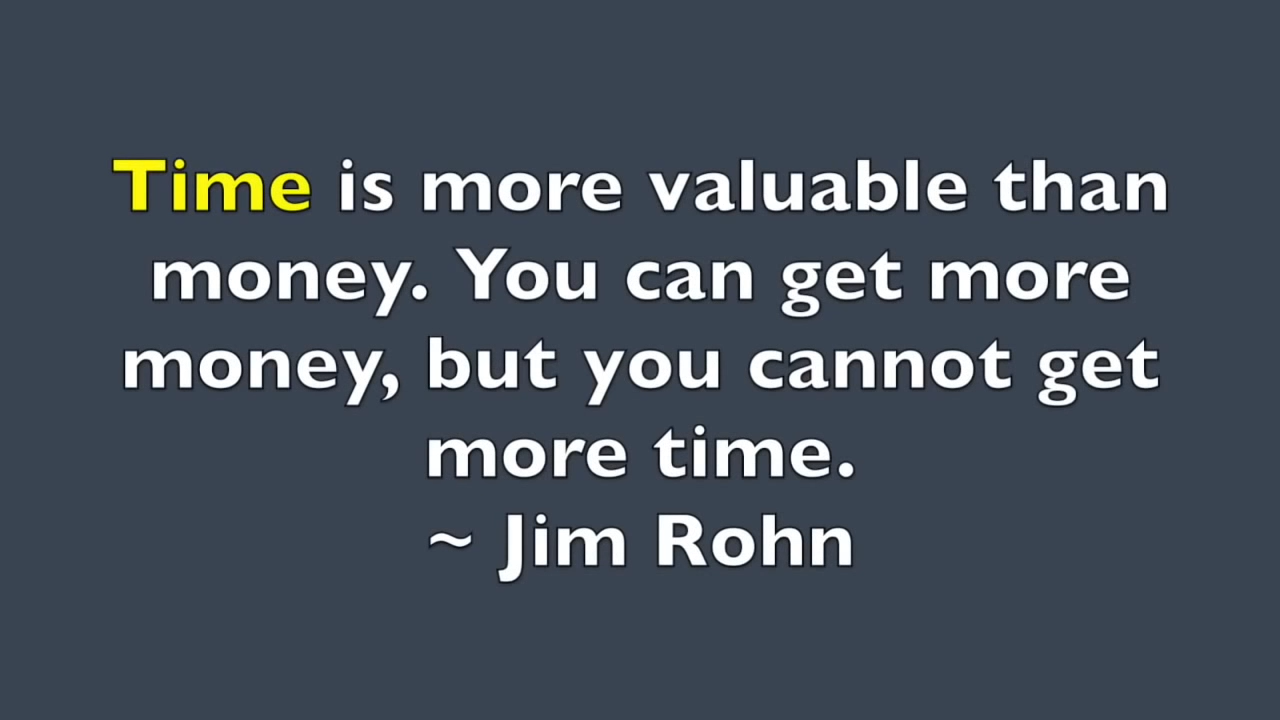 Time is more valuable than
money. You can get more
money, but you cannot get
more time.
~ Jim Rohn